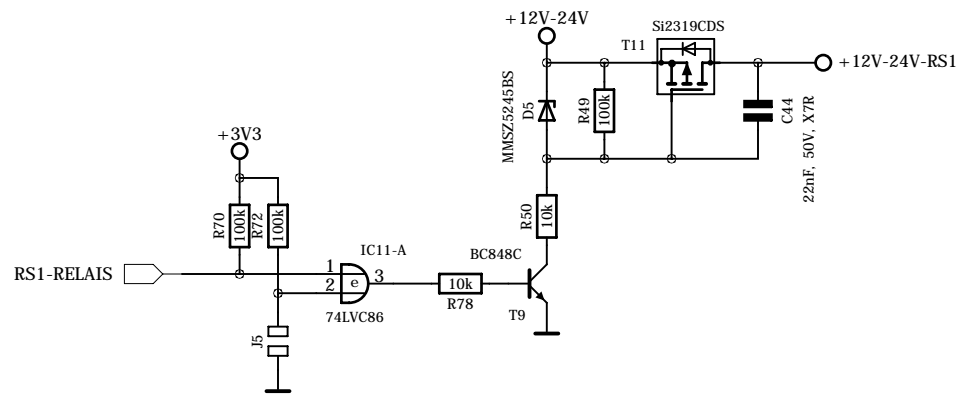 +12V-24V
Si2319CDS
T11
+12V-24V-RS1
MMSZ5245BS
D5
R49
100k
C44
22nF, 50V, X7R
+3V3
R70
100k
R72
100k
R50
10k
IC11-A
BC848C
RS1-RELAIS
1
2
e
3
10k
R78
74LVC86
T9
J5